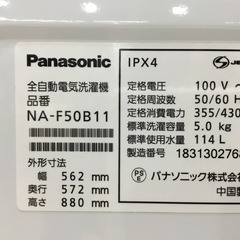 Panasonic
全自動電気洗濯機
品番
NA-F50B11
外形寸法
幅 562 mm
奥行 572 mm
高さ 880 mm
IPX4
定格電圧 100 V
定格周波数 50/60
定格消費電力 355/430
標準洗濯容量 5.0 kg
標準使用水量 114 L
製造番号 183130276
PS E
パナソニック株式会
中国製